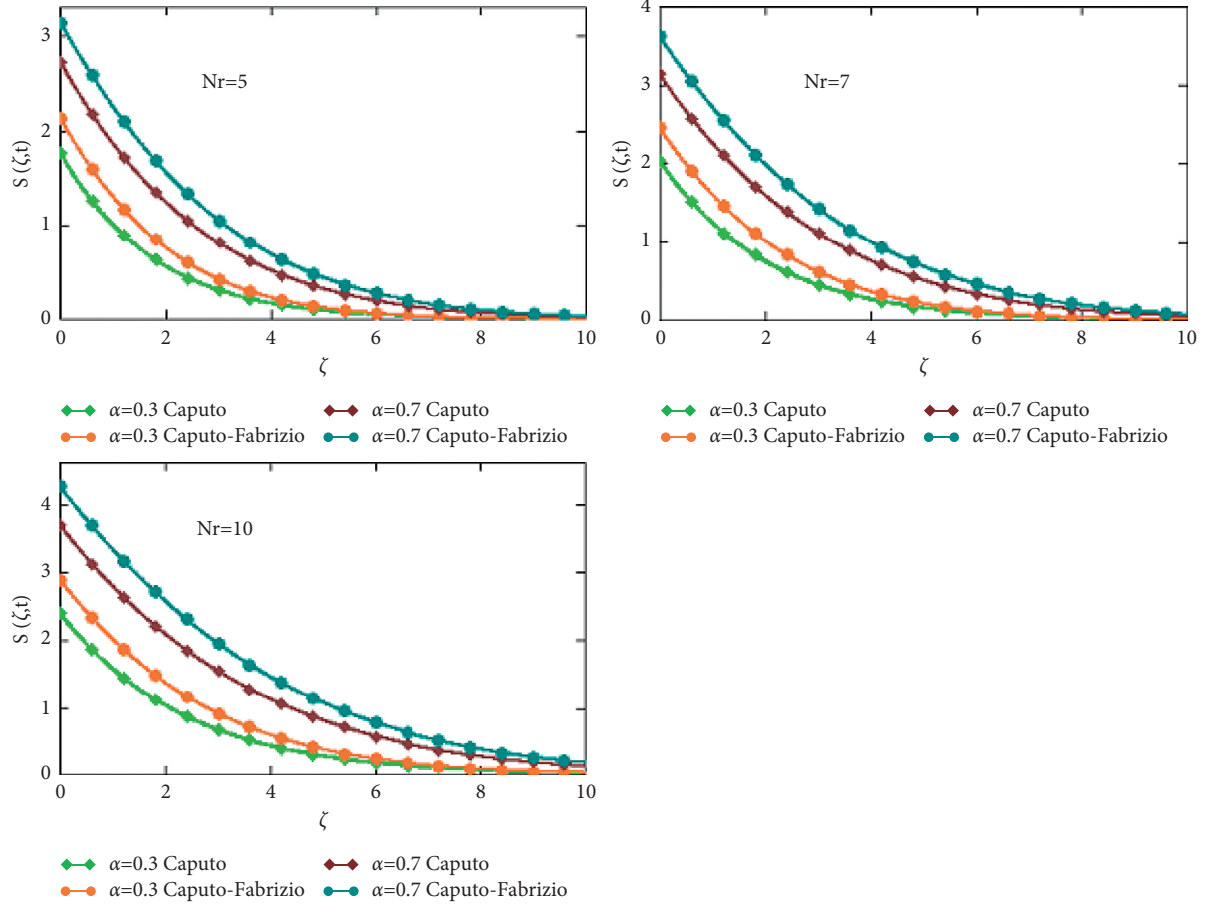 3
2
1
0
S (ζ,t)
Nr=5
0 2 4 6 8 10
ζ
α=0.3 Caputo α=0.7 Caputo
α=0.3 Caputo-Fabrizio α=0.7 Caputo-Fabrizio
4
3
2
1
0
S (ζ,t)
Nr=7
0 2 4 6 8 10
ζ
α=0.3 Caputo α=0.7 Caputo
α=0.3 Caputo-Fabrizio α=0.7 Caputo-Fabrizio
4
3
2
1
0
S (ζ,t)
Nr=10
0 2 4 6 8 10
ζ
α=0.3 Caputo α=0.7 Caputo
α=0.3 Caputo-Fabrizio α=0.7 Caputo-Fabrizio